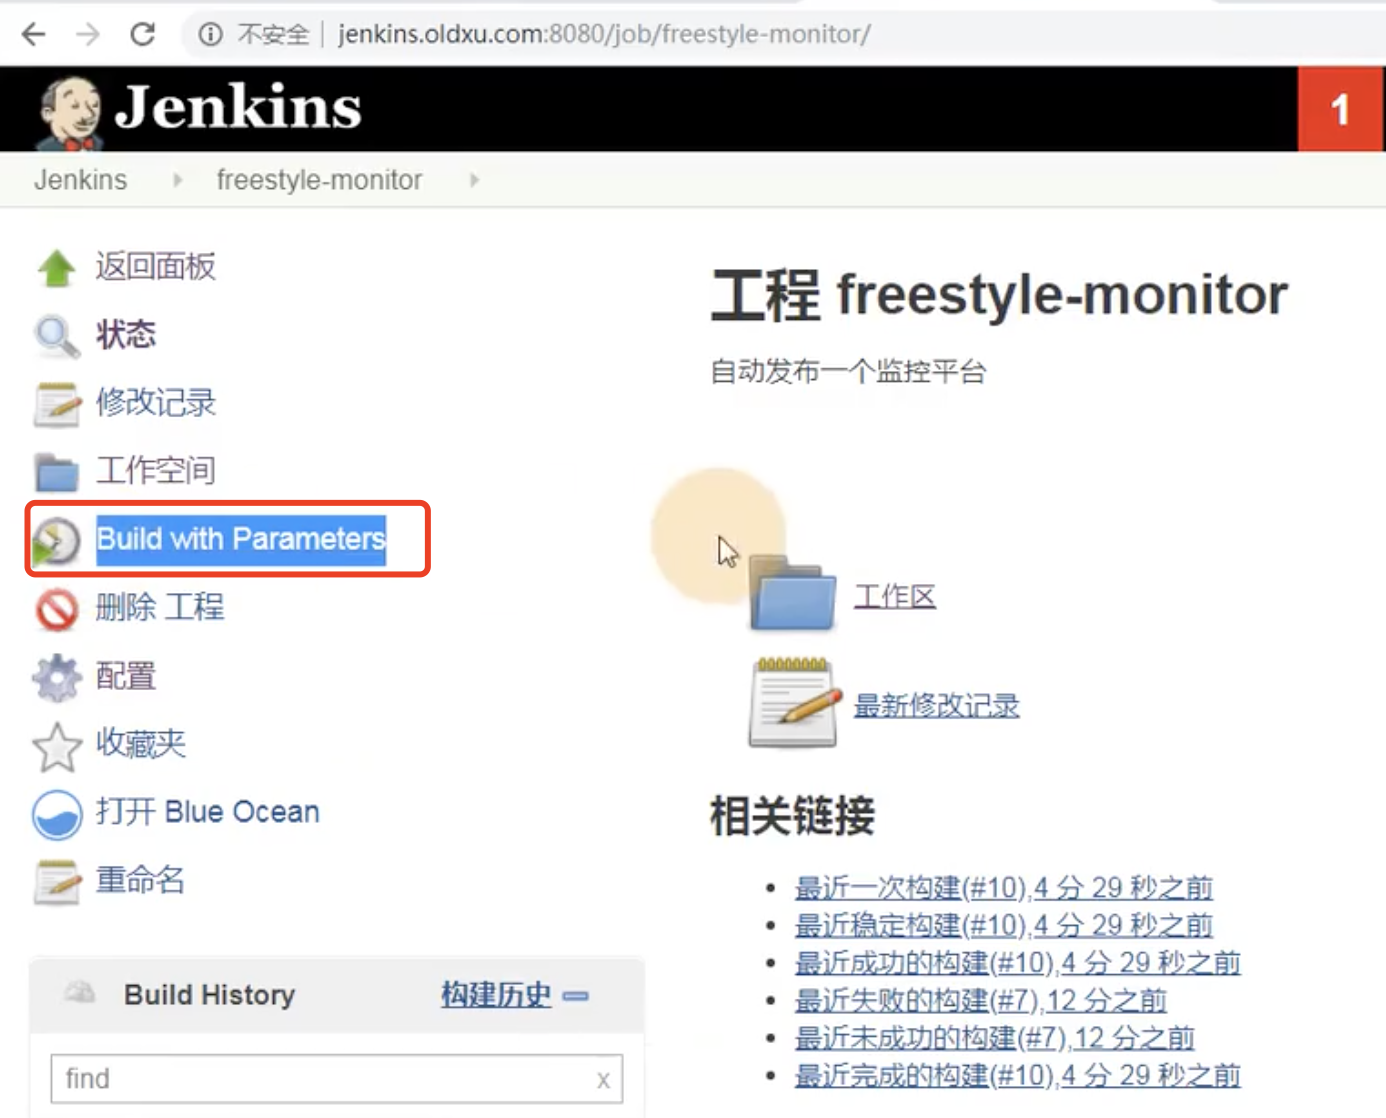 不安全 jenkins.oldxu.com:8080/job/freestyle-monitor/
Jenkins
1
Jenkins freestyle-monitor
返回面板
状态
修改记录
工作空间
Build with Parameters
删除 工程
配置
收藏夹
打开 Blue Ocean
重命名
Build History 构建历史
find x
工程 freestyle-monitor
自动发布一个监控平台
工作区
最新修改记录
相关链接
最近一次构建(#10),4 分 29 秒之前
最近稳定构建(#10),4 分 29 秒之前
最近成功的构建(#10),4 分 29 秒之前
最近失败的构建(#7),12 分之前
最近未成功的构建(#7),12 分之前
最近完成的构建(#10),4 分 29 秒之前